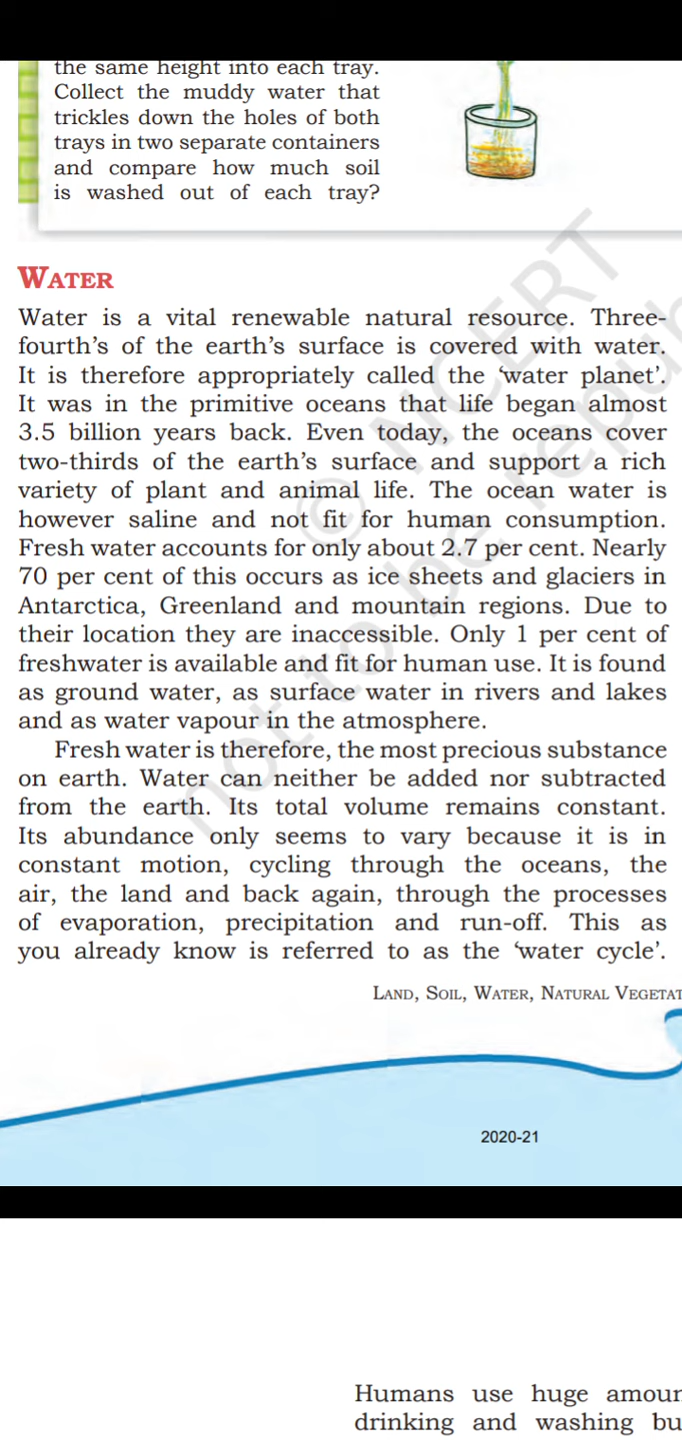 the same height into each tray.
Collect the muddy water that
trickles down the holes of both
trays in two separate containers
and compare how much soil
is washed out of each tray?
WATER
Water is a vital renewable natural resource. Three-
fourth's of the earth's surface is covered with water.
It is therefore appropriately called the ‘water planet’.
It was in the primitive oceans that life began almost
3.5 billion years back. Even today, the oceans cover
two-thirds of the earth's surface and support a rich
variety of plant and animal life. The ocean water is
however saline and not fit for human consumption.
Fresh water accounts for only about 2.7 per cent. Nearly
70 per cent of this occurs as ice sheets and glaciers in
Antarctica, Greenland and mountain regions. Due to
their location they are inaccessible. Only 1 per cent of
freshwater is available and fit for human use. It is found
as ground water, as surface water in rivers and lakes
and as water vapour in the atmosphere.
Fresh water is therefore, the most precious substance
on earth. Water can neither be added nor subtracted
from the earth. Its total volume remains constant.
Its abundance only seems to vary because it is in
constant motion, cycling through the oceans, the
air, the land and back again, through the processes
of evaporation, precipitation and run-off. This as
you already know is referred to as the ‘water cycle’.
LAND, SOIL, WATER, NATURAL VEGETAT
2020-21
Humans use huge amoun
drinking and washing bu
© NCERT
not to be repub